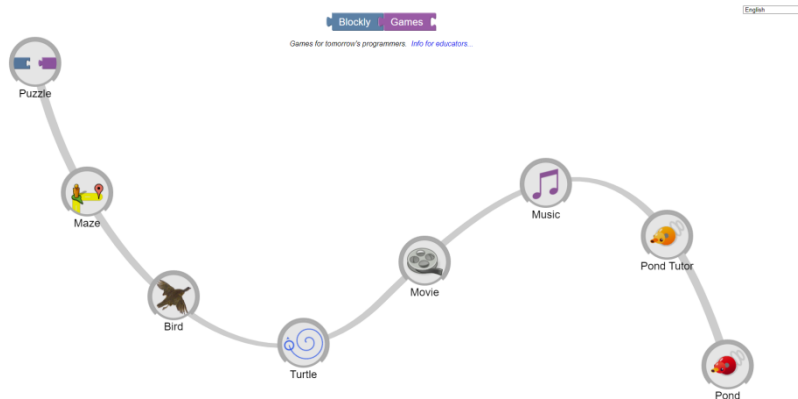 Blockly Games
English
Games for tomorrow's programmers. Info for educators...
Puzzle
Maze
Bird
Turtle
Movie
Music
Pond Tutor
Pond